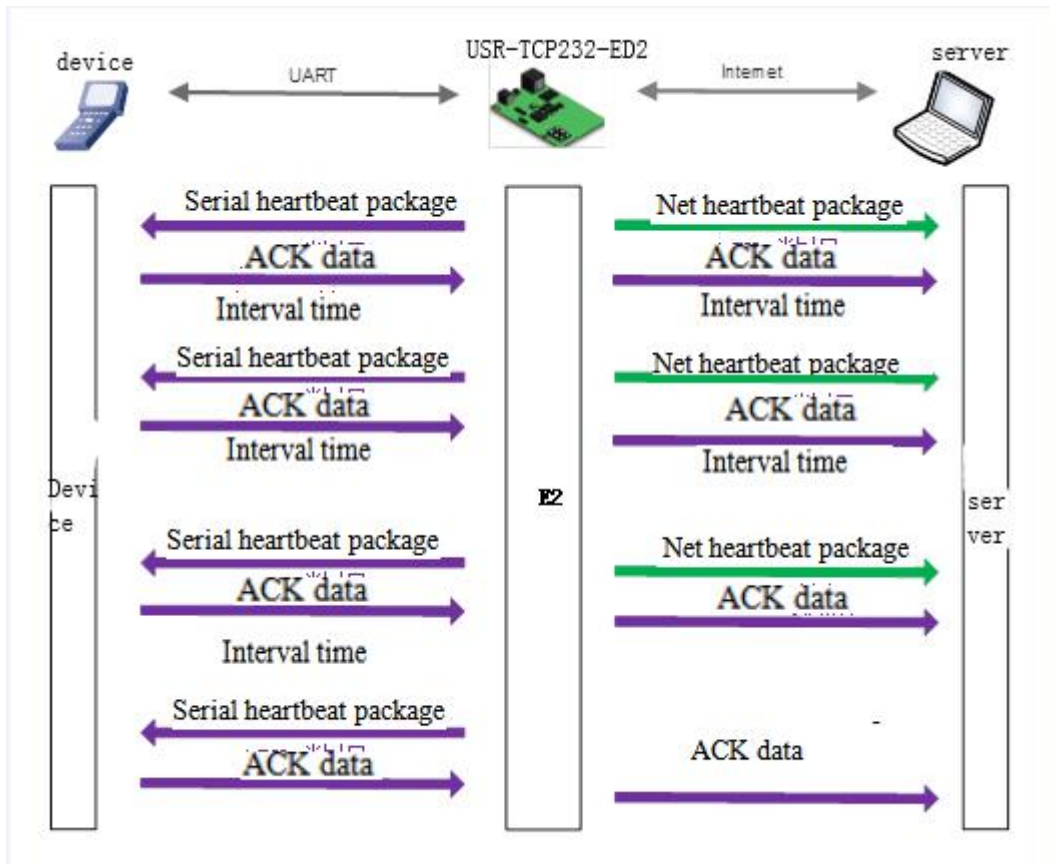 USR-TCP232-ED2
device
server
UART
Internet
Serial heartbeat package
Net heartbeat package
ACK data
ACK data
Interval time
Interval time
Serial heartbeat package
Net heartbeat package
ACK data
ACK data
Interval time
Interval time
Devi
ce
E2
ser
ver
Serial heartbeat package
Net heartbeat package
ACK data
ACK data
Interval time
Serial heartbeat package
ACK data
ACK data